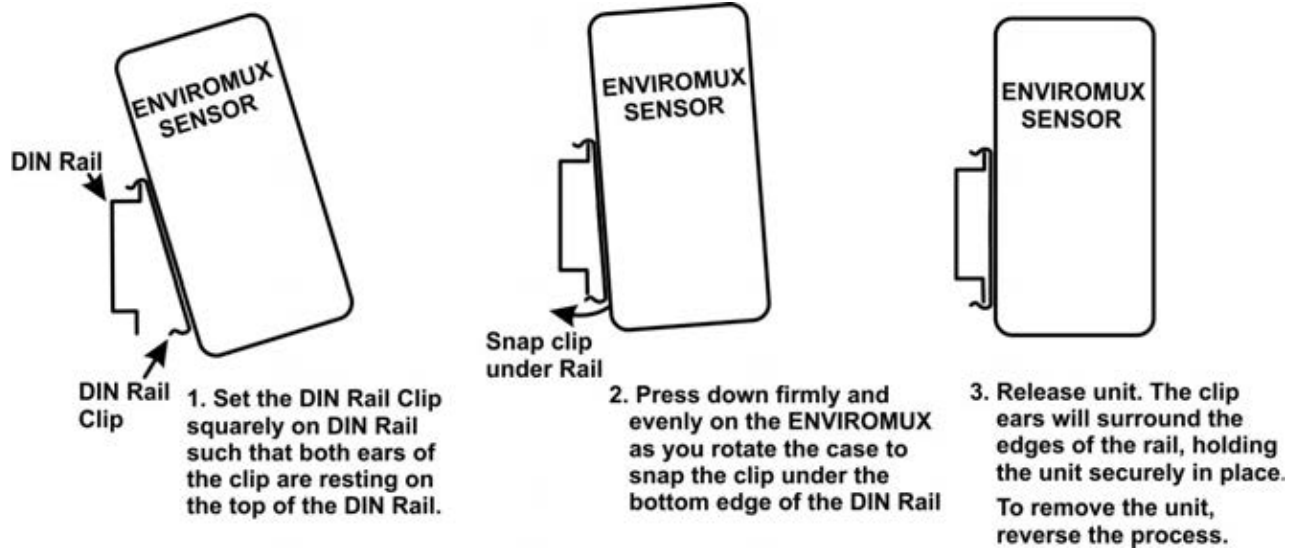 ENVIROMUX
SENSOR
DIN Rail
DIN Rail
Clip
1. Set the DIN Rail Clip
squarely on DIN Rail
such that both ears of
the clip are resting on
the top of the DIN Rail.
ENVIROMUX
SENSOR
Snap clip
under Rail
2. Press down firmly and
evenly on the ENVIROMUX
as you rotate the case to
snap the clip under the
bottom edge of the DIN Rail
ENVIROMUX
SENSOR
3. Release unit. The clip
ears will surround the
edges of the rail, holding
the unit securely in place.
To remove the unit,
reverse the process.